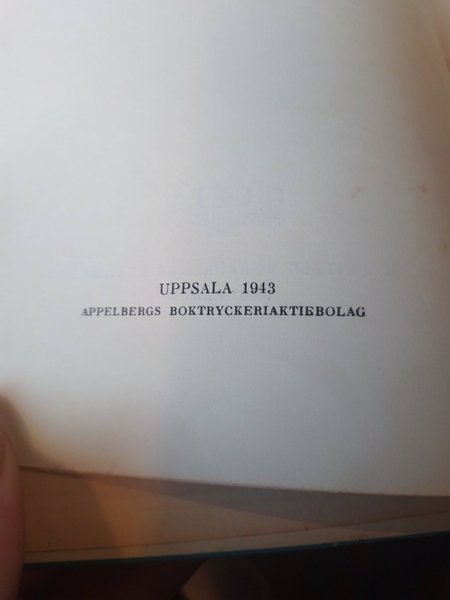 UPPSALA 1943
APPELBERGS BOKTRYCKERIAKTIEBOLAG